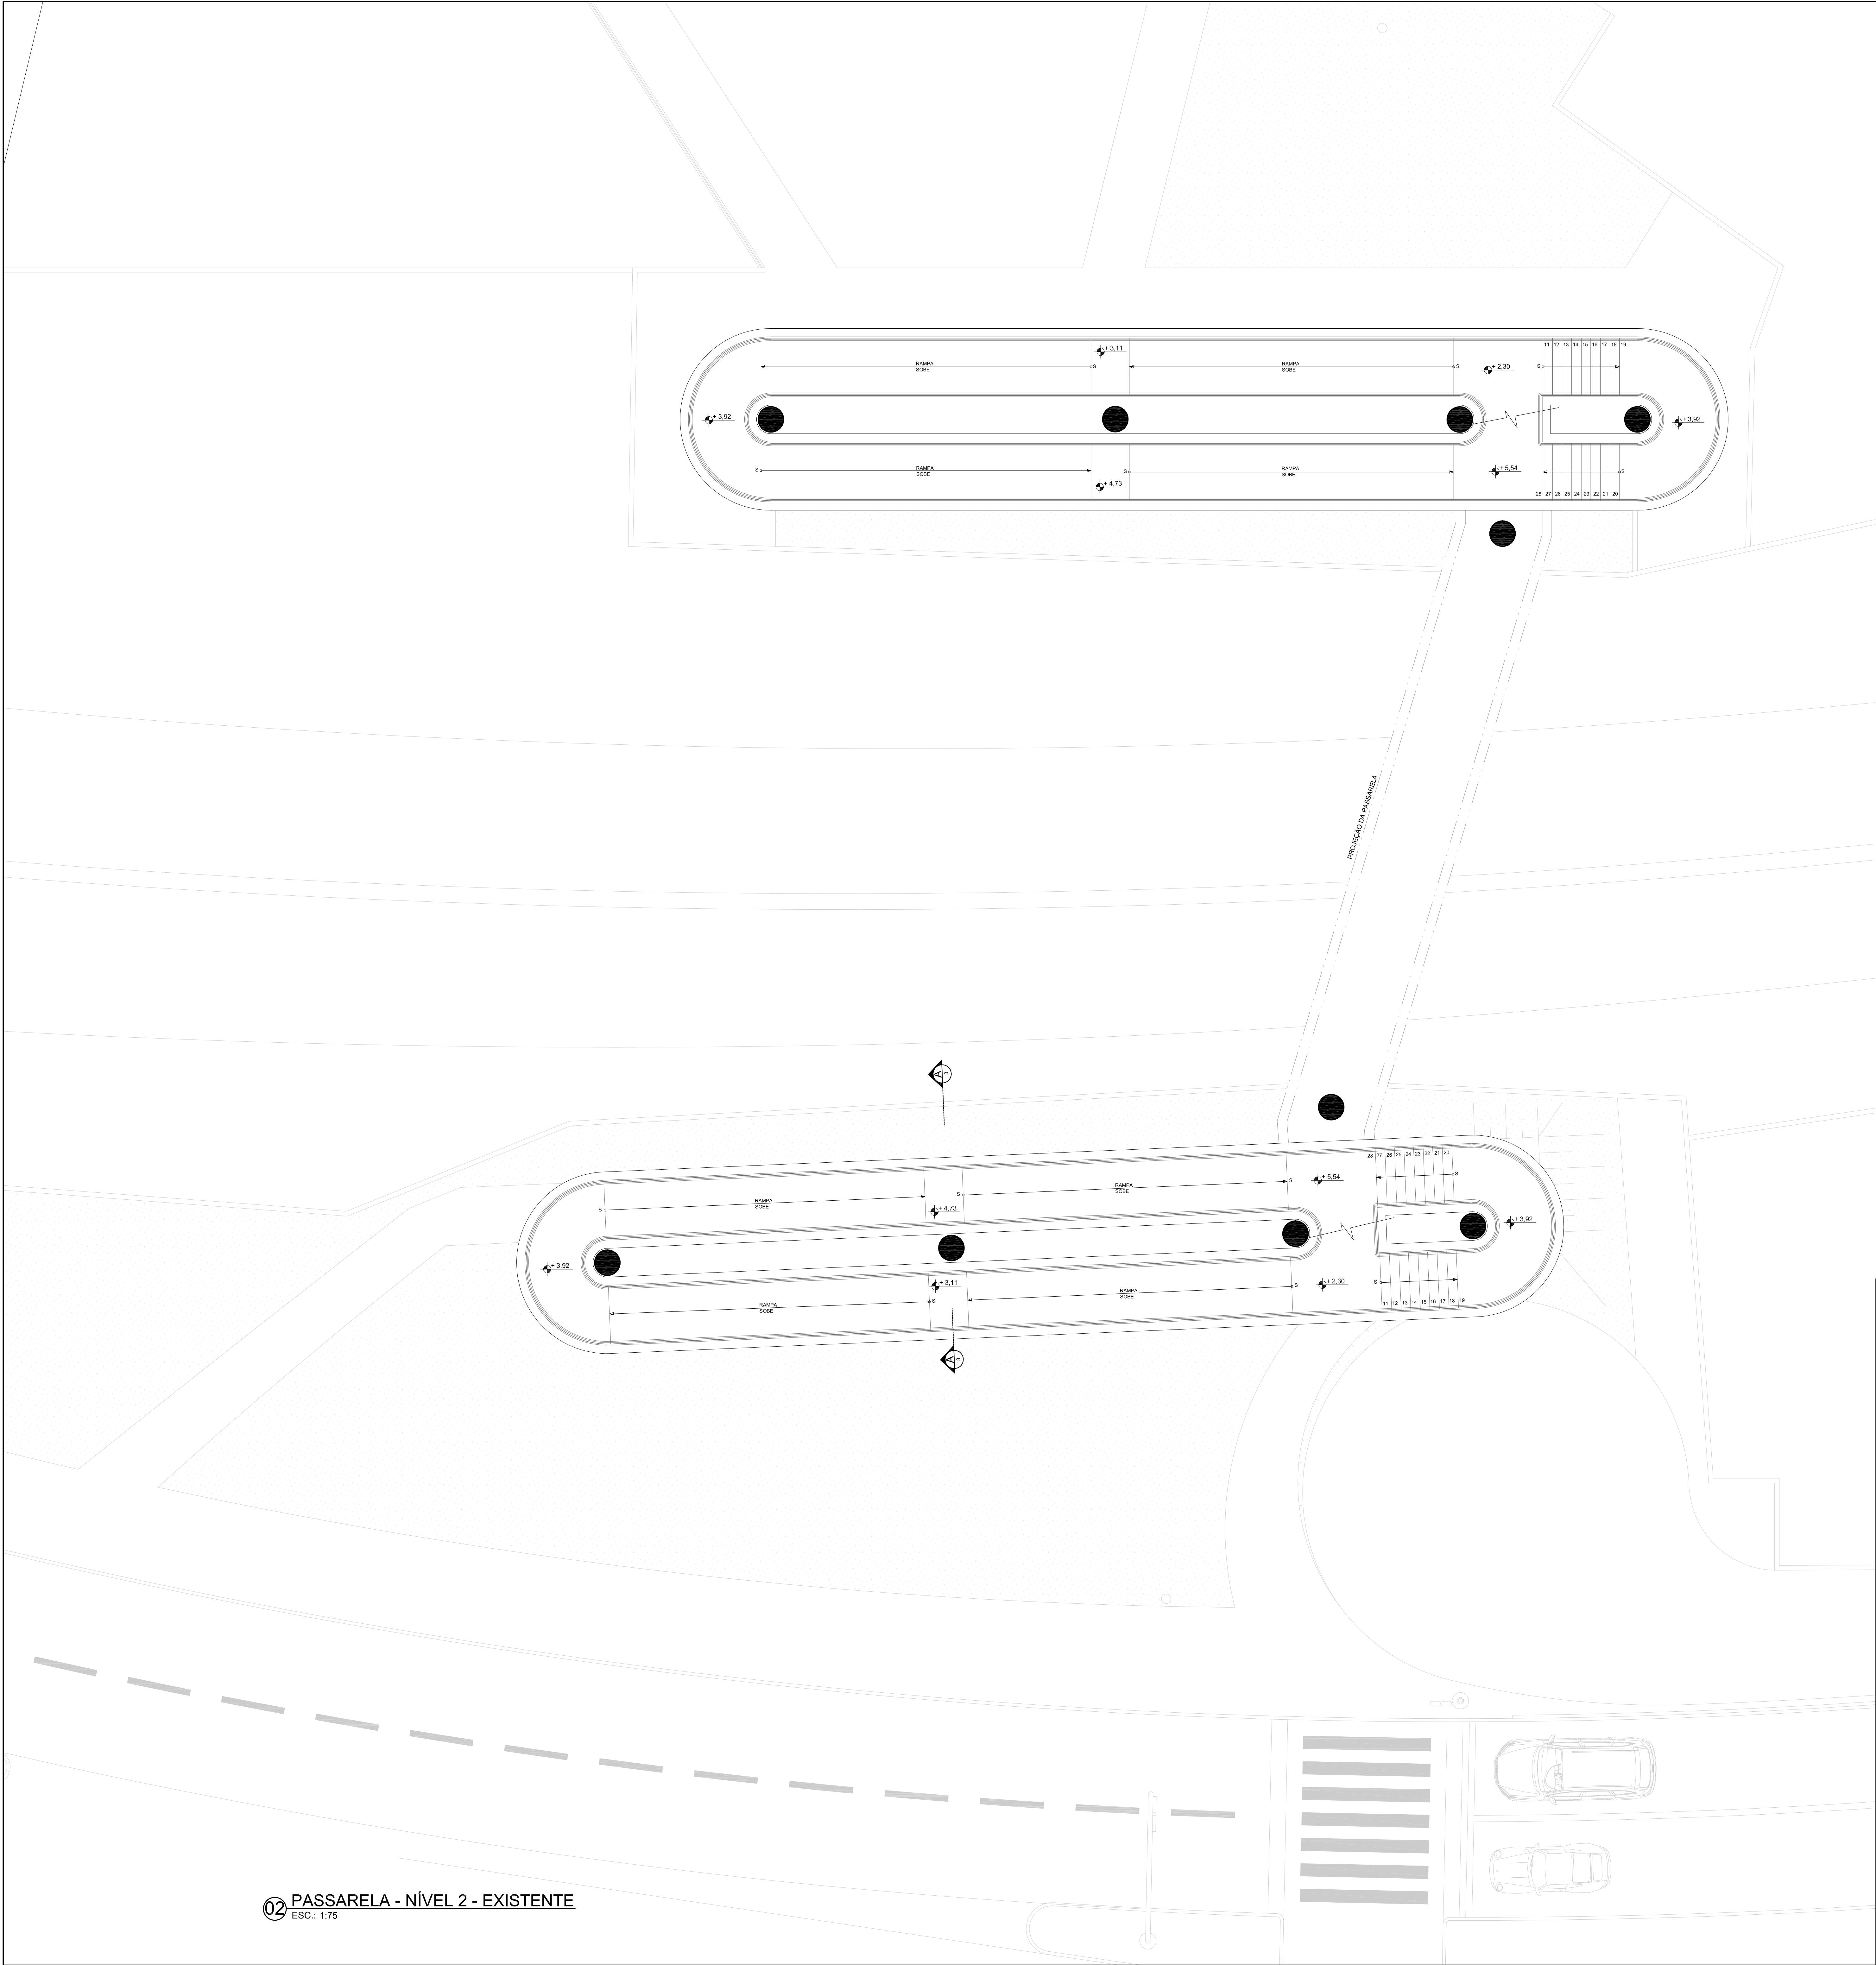 + 3,11
11 12 13 14 15 16 17 18 19
RAMPA
SOBE
S
RAMPA
SOBE
S
+ 2,30
S
+ 3,92
+ 3,92
S
RAMPA
SOBE
S
RAMPA
SOBE
+ 5,54
S
+ 4,73
28 27 26 25 24 23 22 21 20
PROJEÇÃO DA PASSARELA
A
3
28 27 26 25 24 23 22 21 20
S
RAMPA
SOBE
S
RAMPA
SOBE
S
+ 5,54
+ 4,73
+ 3,92
+ 3,92
+ 3,11
+ 2,30
S
RAMPA
SOBE
S
RAMPA
SOBE
S
11 12 13 14 15 16 17 18 19
A
3
02 PASSARELA - NÍVEL 2 - EXISTENTE
ESC.: 1:75